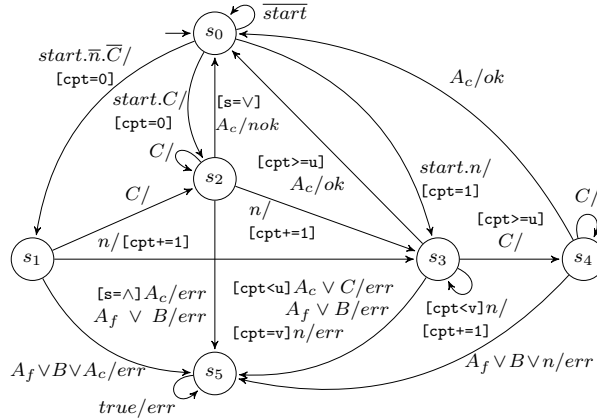 $\overline{start}$
s₀
start.n̅.C̅/
[cpt=0]
start.C/
[cpt=0]
[s=∨]
A_c/nok
A_c/ok
C/
s₂
[cpt>=u]
A_c/ok
start.n/
[cpt=1]
C/
n/
[cpt+=1]
[cpt>=u]
C/
C/
n/[cpt+=1]
s₁
s₃
s₄
[s=∧]A_c/err
A_f ∨ B/err
[cpt<u]A_c ∨ C/err
A_f ∨ B/err
[cpt=v]n/err
[cpt<v]n/
[cpt+=1]
A_f∨B∨A_c/err
s₅
A_f∨B∨n/err
true/err